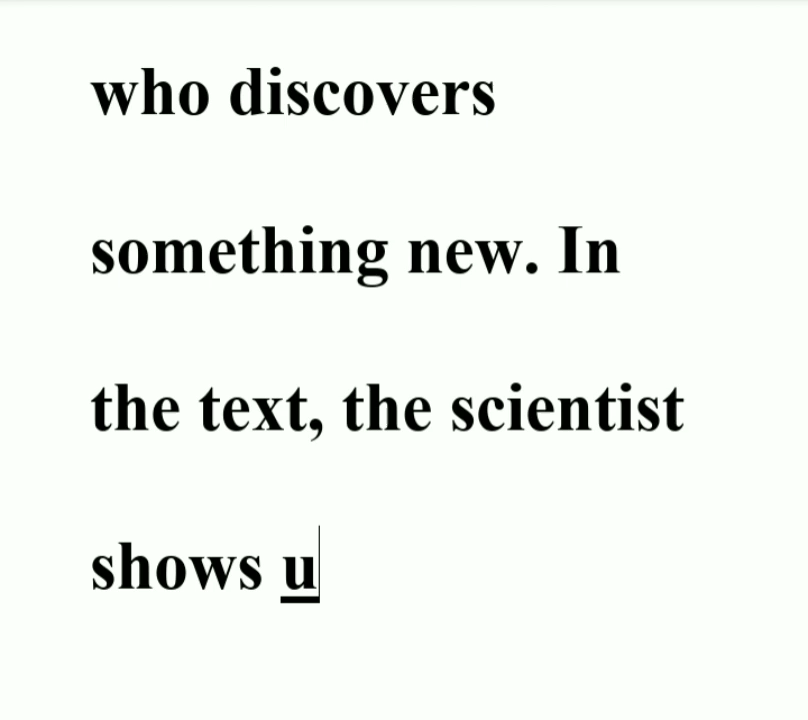 who discovers
something new. In
the text, the scientist
shows u